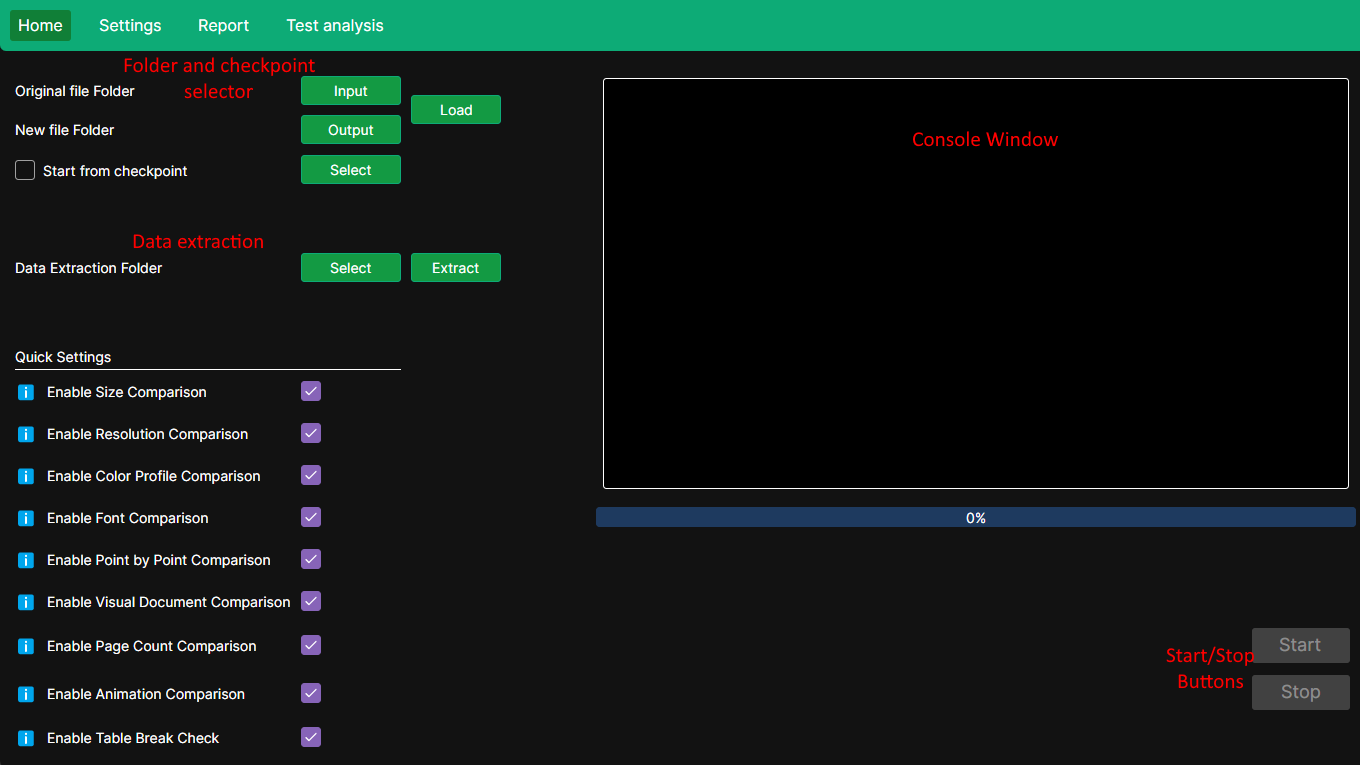 Home Settings Report Test analysis
Folder and checkpoint
selector
Original file Folder
Input
Load
New file Folder
Output
Start from checkpoint
Select
Data extraction
Data Extraction Folder
Select
Extract
Quick Settings
i Enable Size Comparison
i Enable Resolution Comparison
i Enable Color Profile Comparison
i Enable Font Comparison
i Enable Point by Point Comparison
i Enable Visual Document Comparison
i Enable Page Count Comparison
i Enable Animation Comparison
i Enable Table Break Check
Console Window
0%
Start/Stop
Buttons
Start
Stop